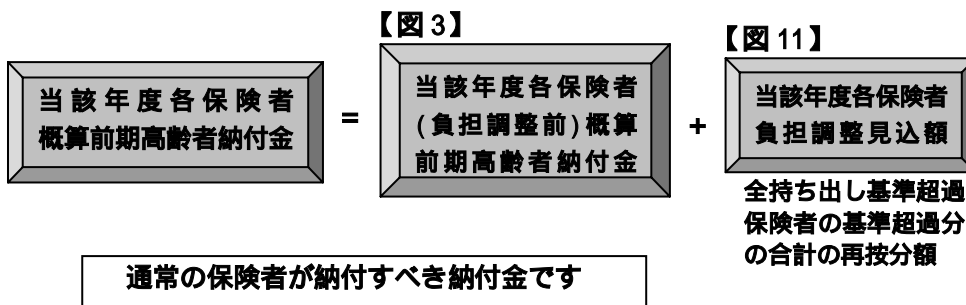 【図3】
【図11】
当該年度各保険者
概算前期高齢者納付金
=
当該年度各保険者
(負担調整前)概算
前期高齢者納付金
+
当該年度各保険者
負担調整見込額
全持ち出し基準超過
保険者の基準超過分
の合計の再按分額
通常の保険者が納付すべき納付金です